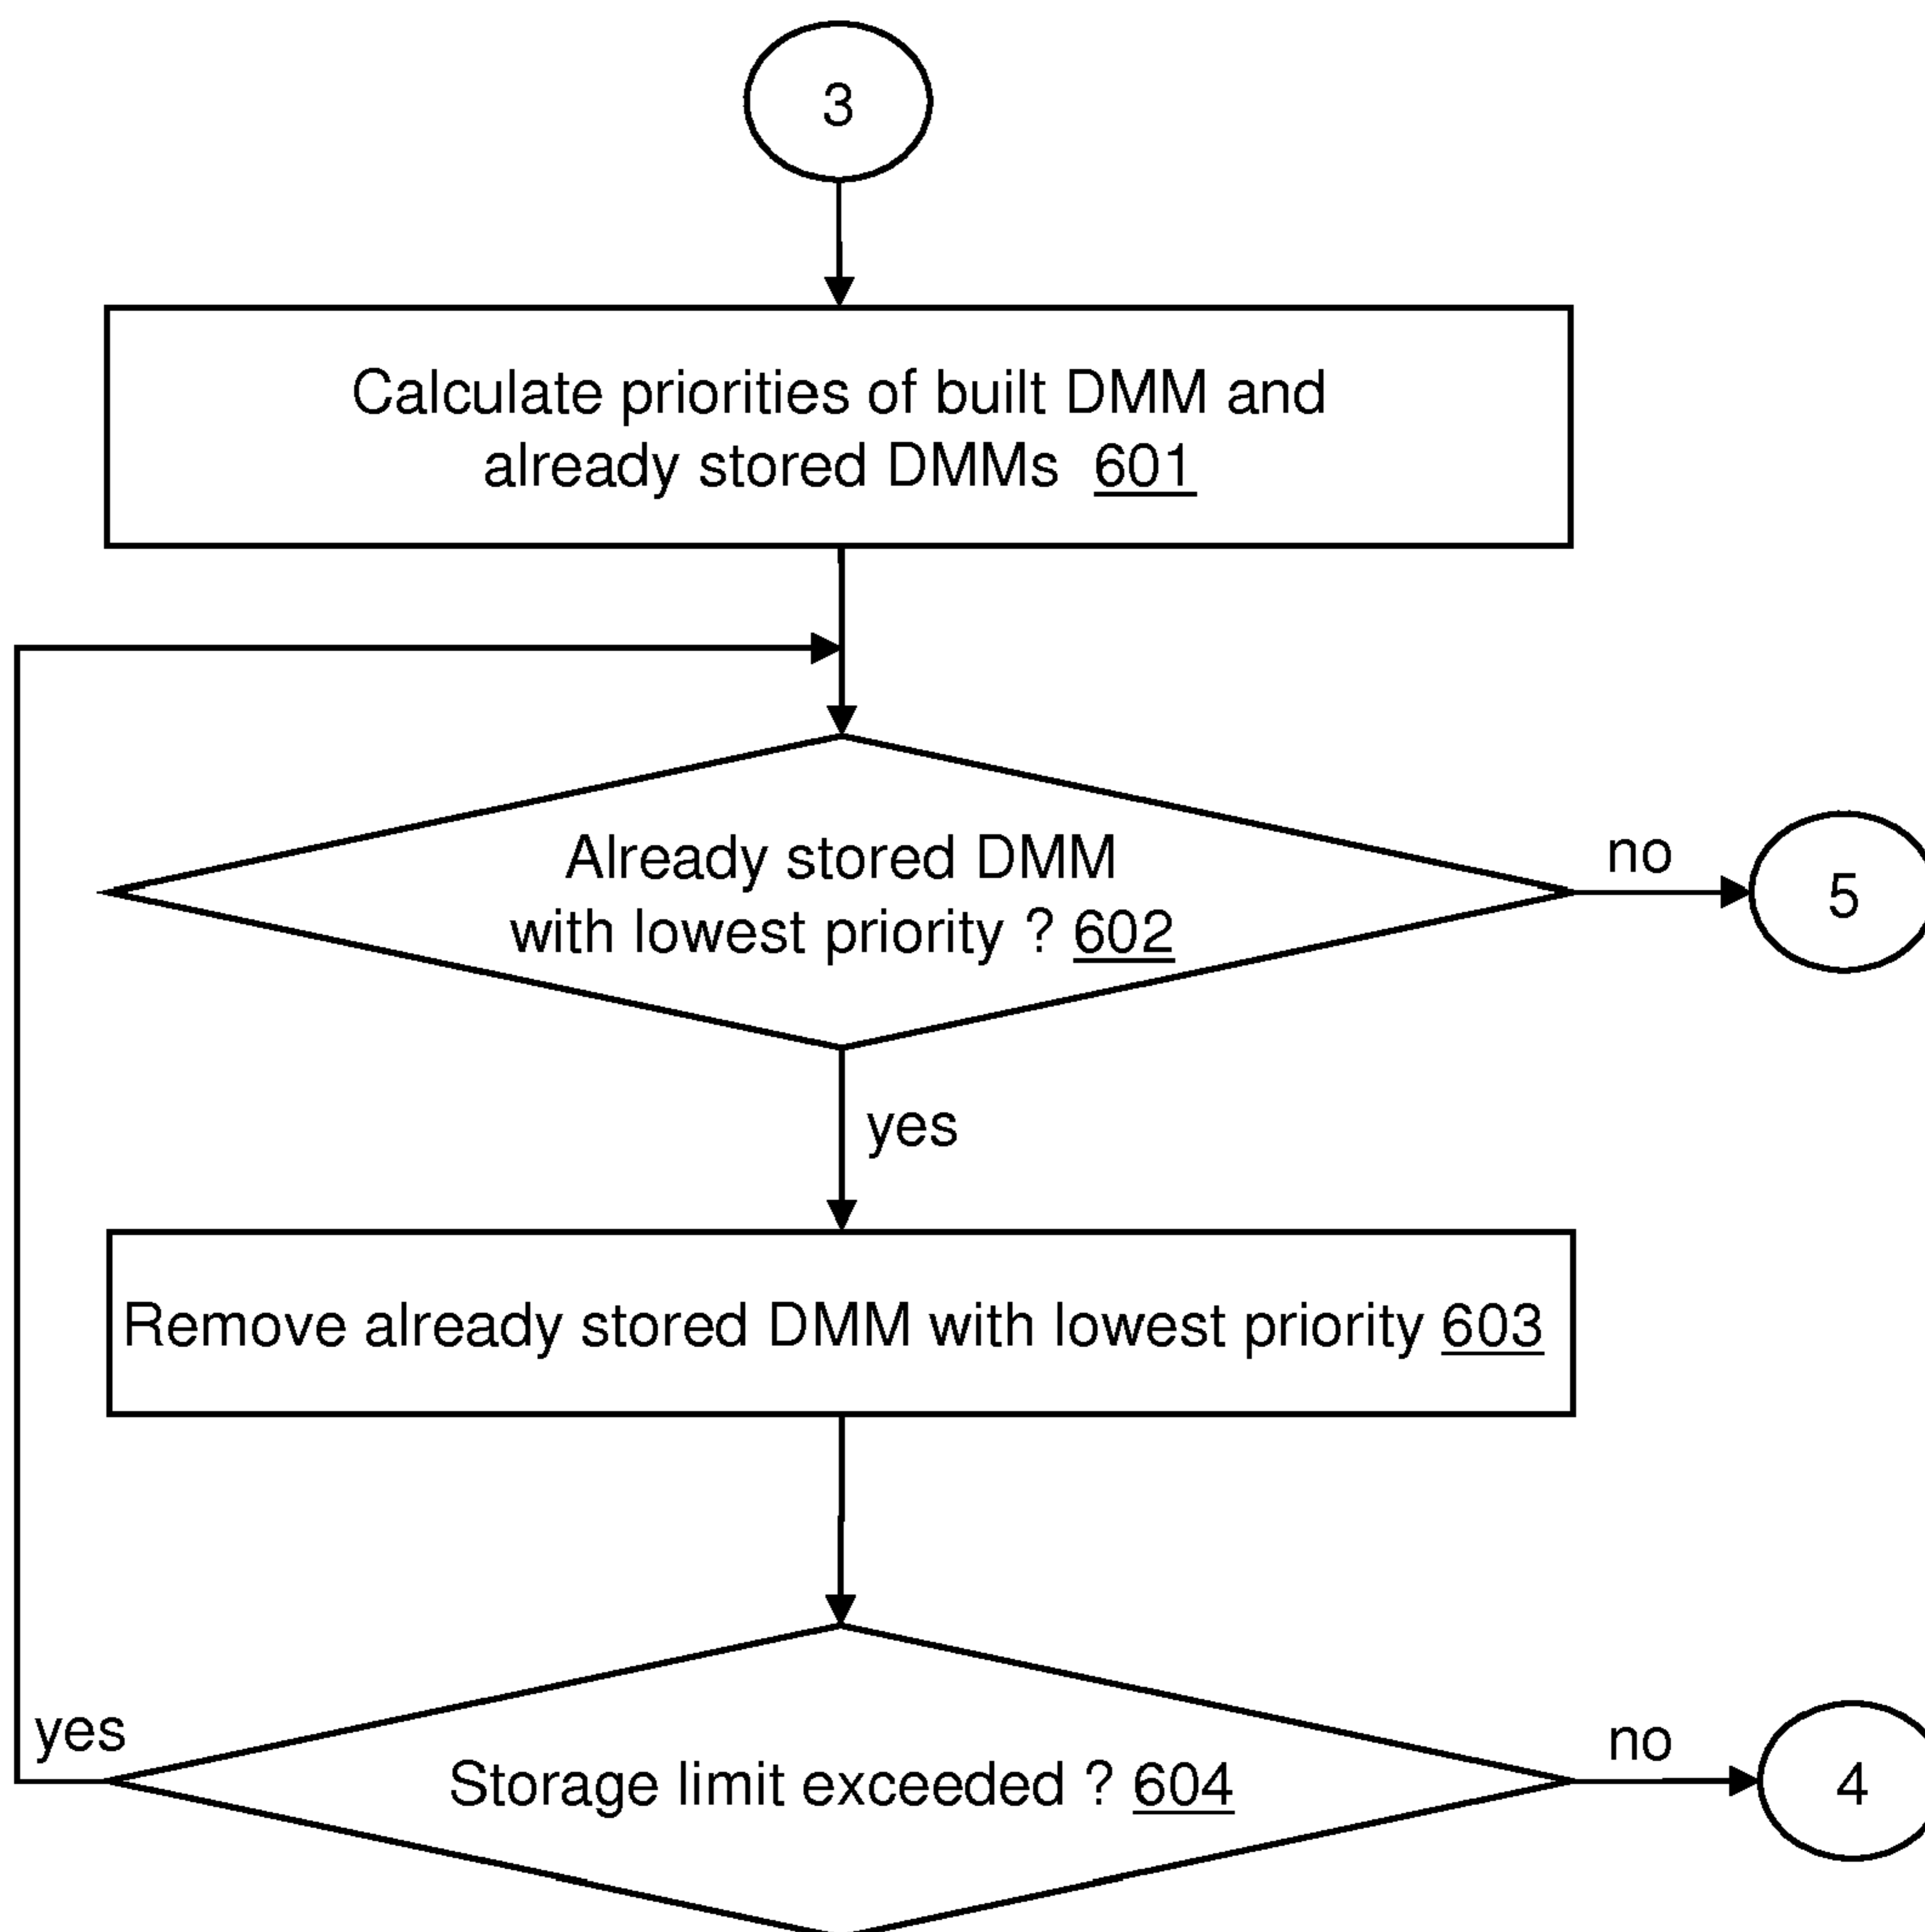 3
Calculate priorities of built DMM and
already stored DMMs 601
Already stored DMM
with lowest priority ? 602
no
5
yes
Remove already stored DMM with lowest priority 603
yes
Storage limit exceeded ? 604
no
4